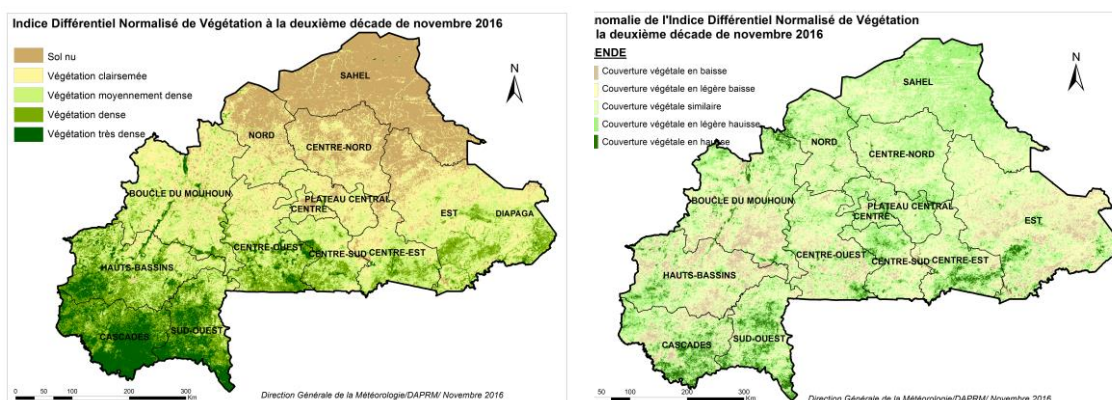 Indice Différentiel Normalisé de Végétation à la deuxième décade de novembre 2016
Sol nu
Végétation clairsemée
Végétation moyennement dense
Végétation dense
Végétation très dense
N
SAHEL
NORD
CENTRE-NORD
BOUCLE DU MOUHOUN
PLATEAU CENTRAL
CENTRE
EST
DIAPAGA
CENTRE-OUEST
CENTRE-SUD
CENTRE-EST
HAUTS-BASSINS
CASCADES
SUD-OUEST
0 50 100 200 300
Km
Direction Générale de la Météorologie/DAPRM/ Novembre 2016
nomalie de l'Indice Différentiel Normalisé de Végétation
la deuxième décade de novembre 2016
ENDE
Couverture végétale en baisse
Couverture végétale en légère baisse
Couverture végétale similaire
Couverture végétale en légère hauisse
Couverture végétale en hausse
N
SAHEL
NORD
CENTRE-NORD
BOUCLE DU MOUHOUN
PLATEAU CENTRAL
CENTRE
EST
CENTRE-OUEST
CENTRE-SUD
CENTRE-EST
HAUTS-BASSINS
CASCADES
SUD-OUEST
50 100 200 300
Km
Direction Générale de la Météorologie/DAPRM/ Novembre 2016